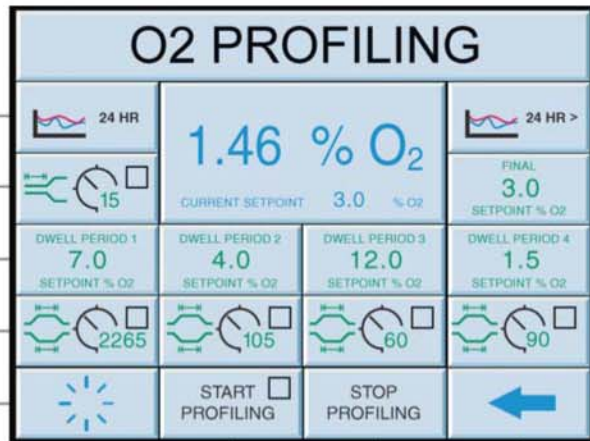 O2 PROFILING
24 HR
1.46 % O₂
24 HR >
CURRENT SETPOINT 3.0 % O2
15
FINAL
3.0
SETPOINT % O2
DWELL PERIOD 1
7.0
SETPOINT % O2
DWELL PERIOD 2
4.0
SETPOINT % O2
DWELL PERIOD 3
12.0
SETPOINT % O2
DWELL PERIOD 4
1.5
SETPOINT % O2
2265
105
60
90
START
PROFILING
STOP
PROFILING